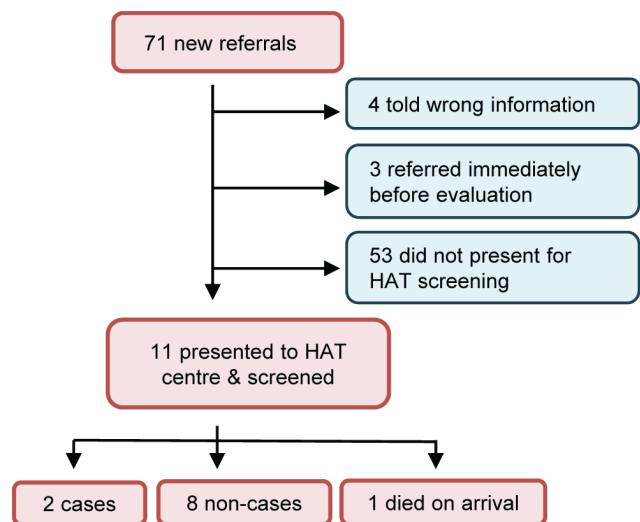 71 new referrals
4 told wrong information
3 referred immediately
before evaluation
53 did not present for
HAT screening
11 presented to HAT
centre & screened
2 cases
8 non-cases
1 died on arrival